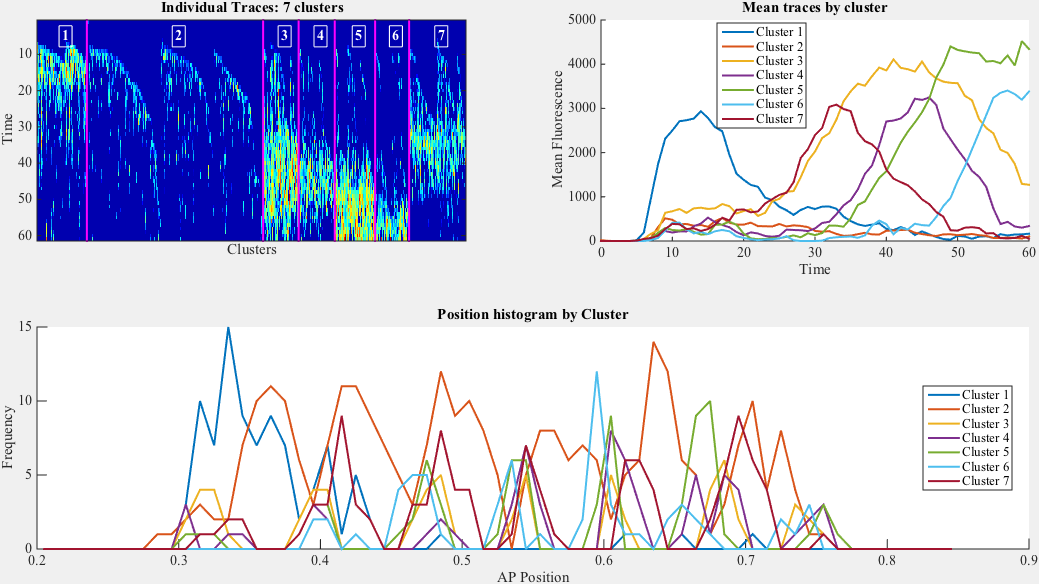 Individual Traces: 7 clusters
1 2 3 4 5 6 7
10
20
30
40
50
60
Time
Clusters
Mean traces by cluster
5000
4000
3000
2000
1000
0
Mean Fluorescence
0 10 20 30 40 50 60
Time
Cluster 1
Cluster 2
Cluster 3
Cluster 4
Cluster 5
Cluster 6
Cluster 7
Position histogram by Cluster
15
10
5
0
Frequency
0.2 0.3 0.4 0.5 0.6 0.7 0.8 0.9
AP Position
Cluster 1
Cluster 2
Cluster 3
Cluster 4
Cluster 5
Cluster 6
Cluster 7